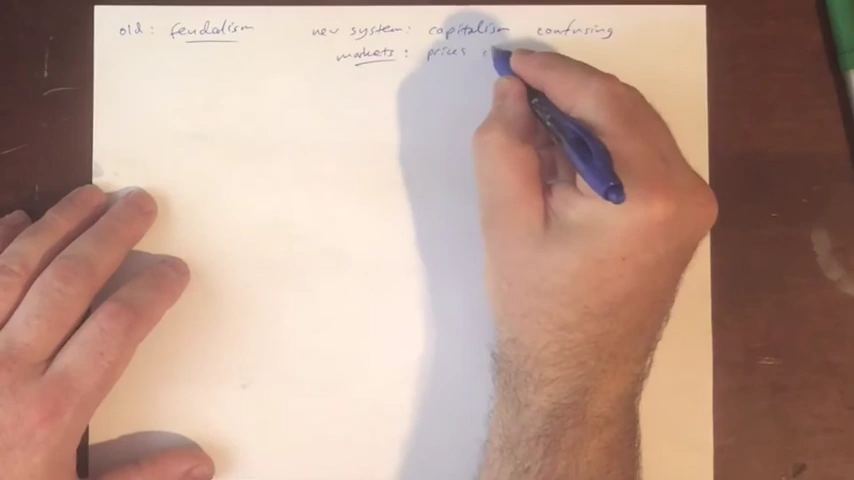 old: feudalism new system: capitalism confusing
markets: prices